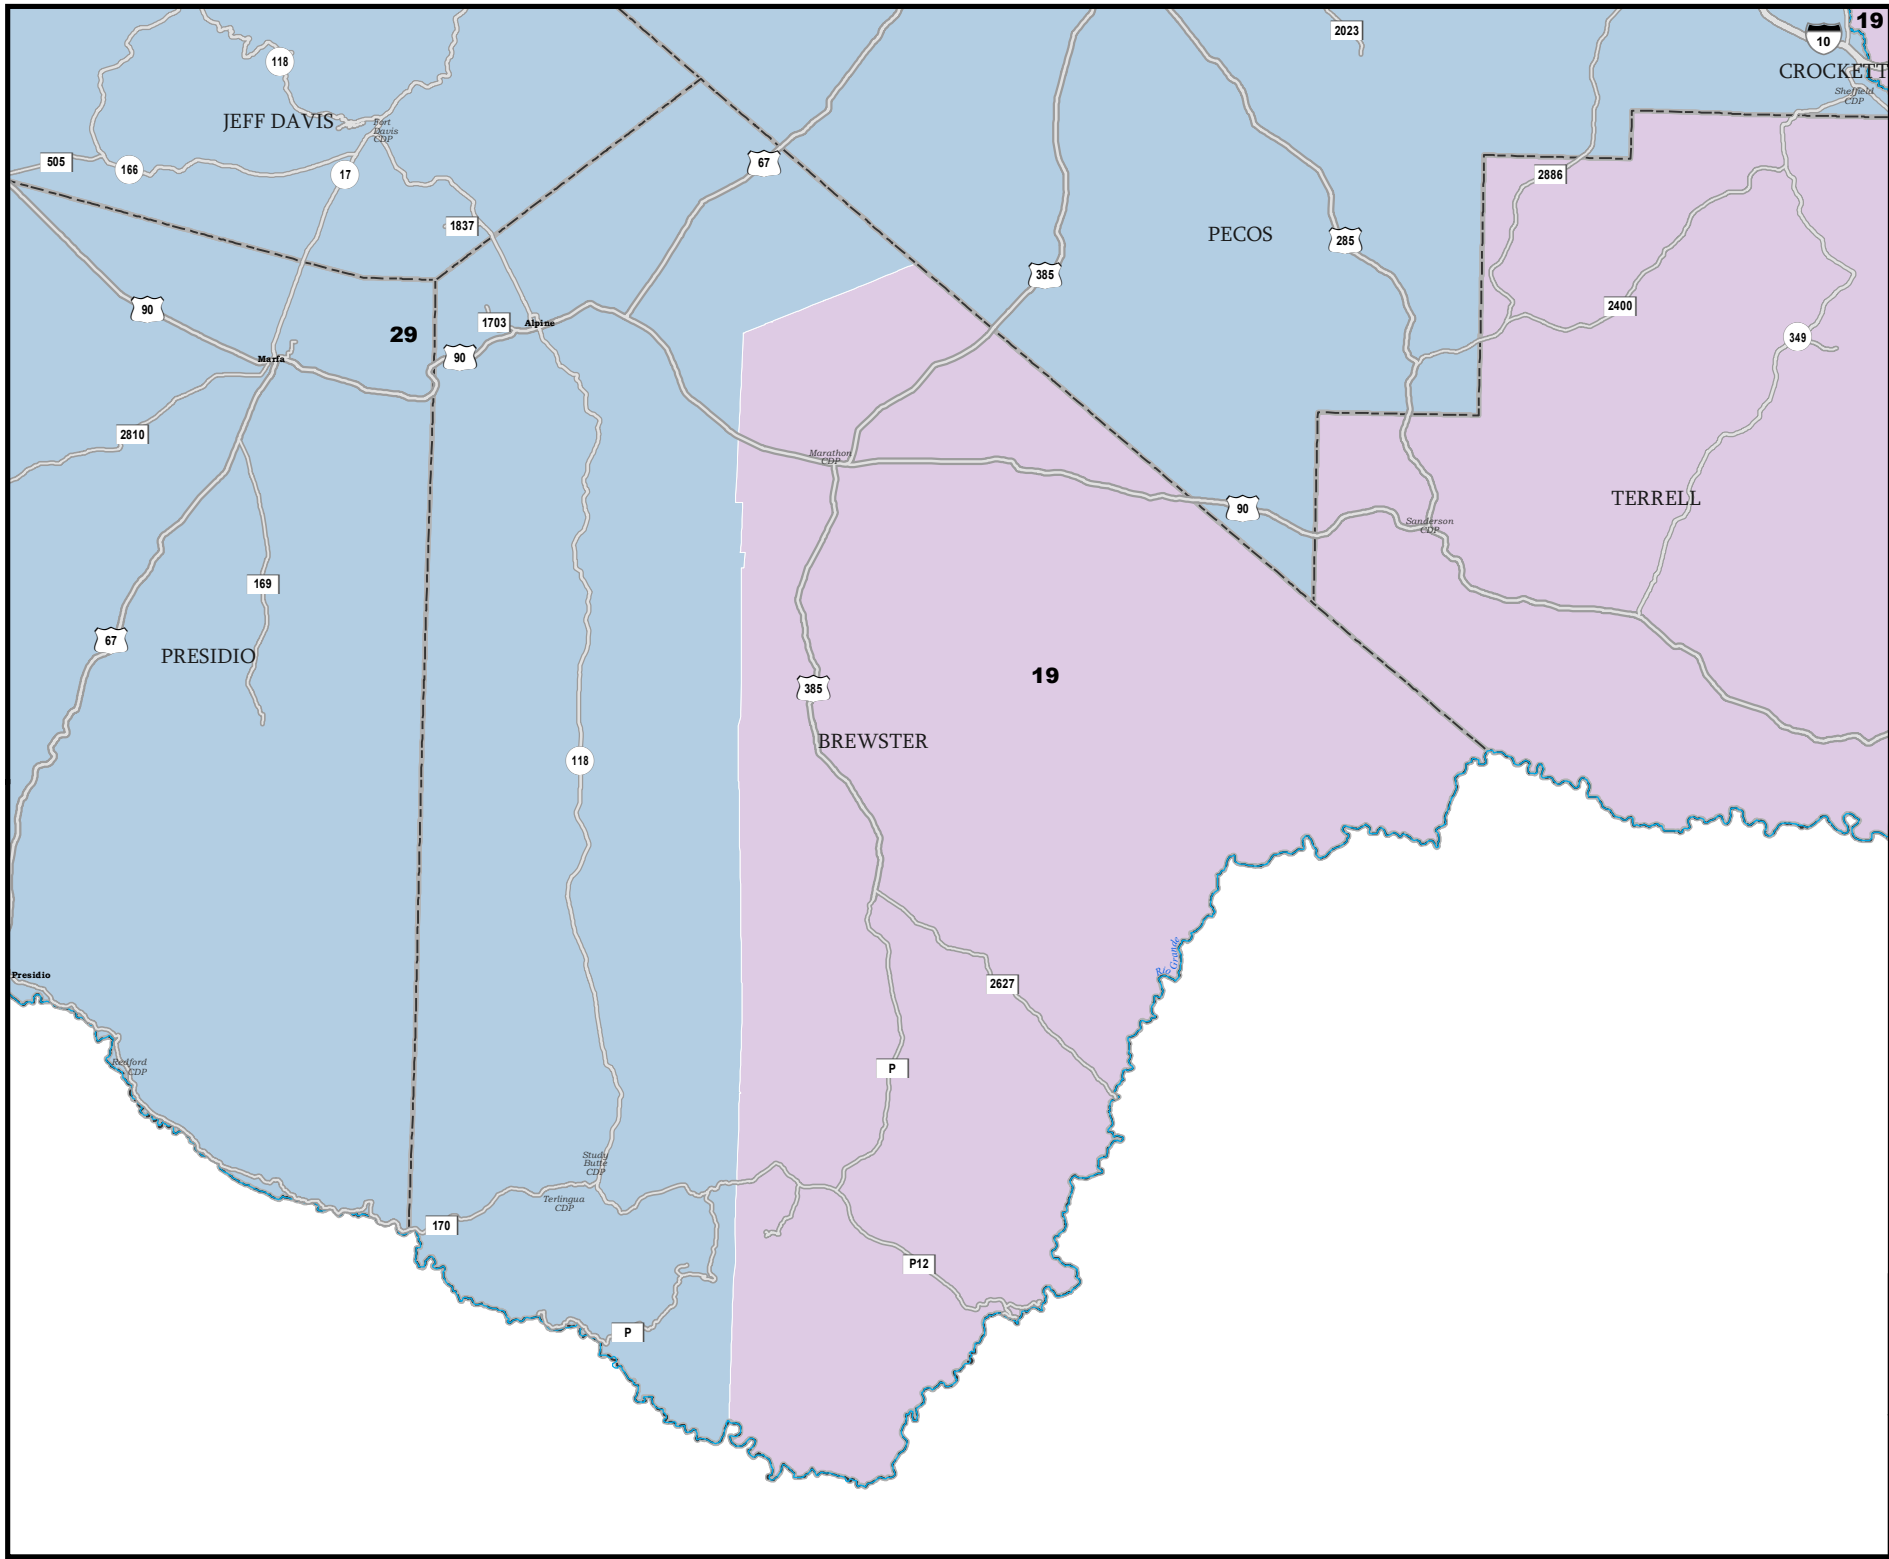 19
2023
10
118
CROCKETT
Sheffield
CDP
JEFF DAVIS
Fort
Davis
CDP
505
166
17
67
2886
1837
PECOS
285
385
90
2400
29
1703
Alpine
349
90
Marfa
2810
Marathon
CDP
TERRELL
90
Sanderson
CDP
169
67
PRESIDIO
19
385
BREWSTER
118
Rio
Grande
Presidio
2627
Redford
CDP
P
Study
Butte
CDP
Terlingua
CDP
170
P12
P